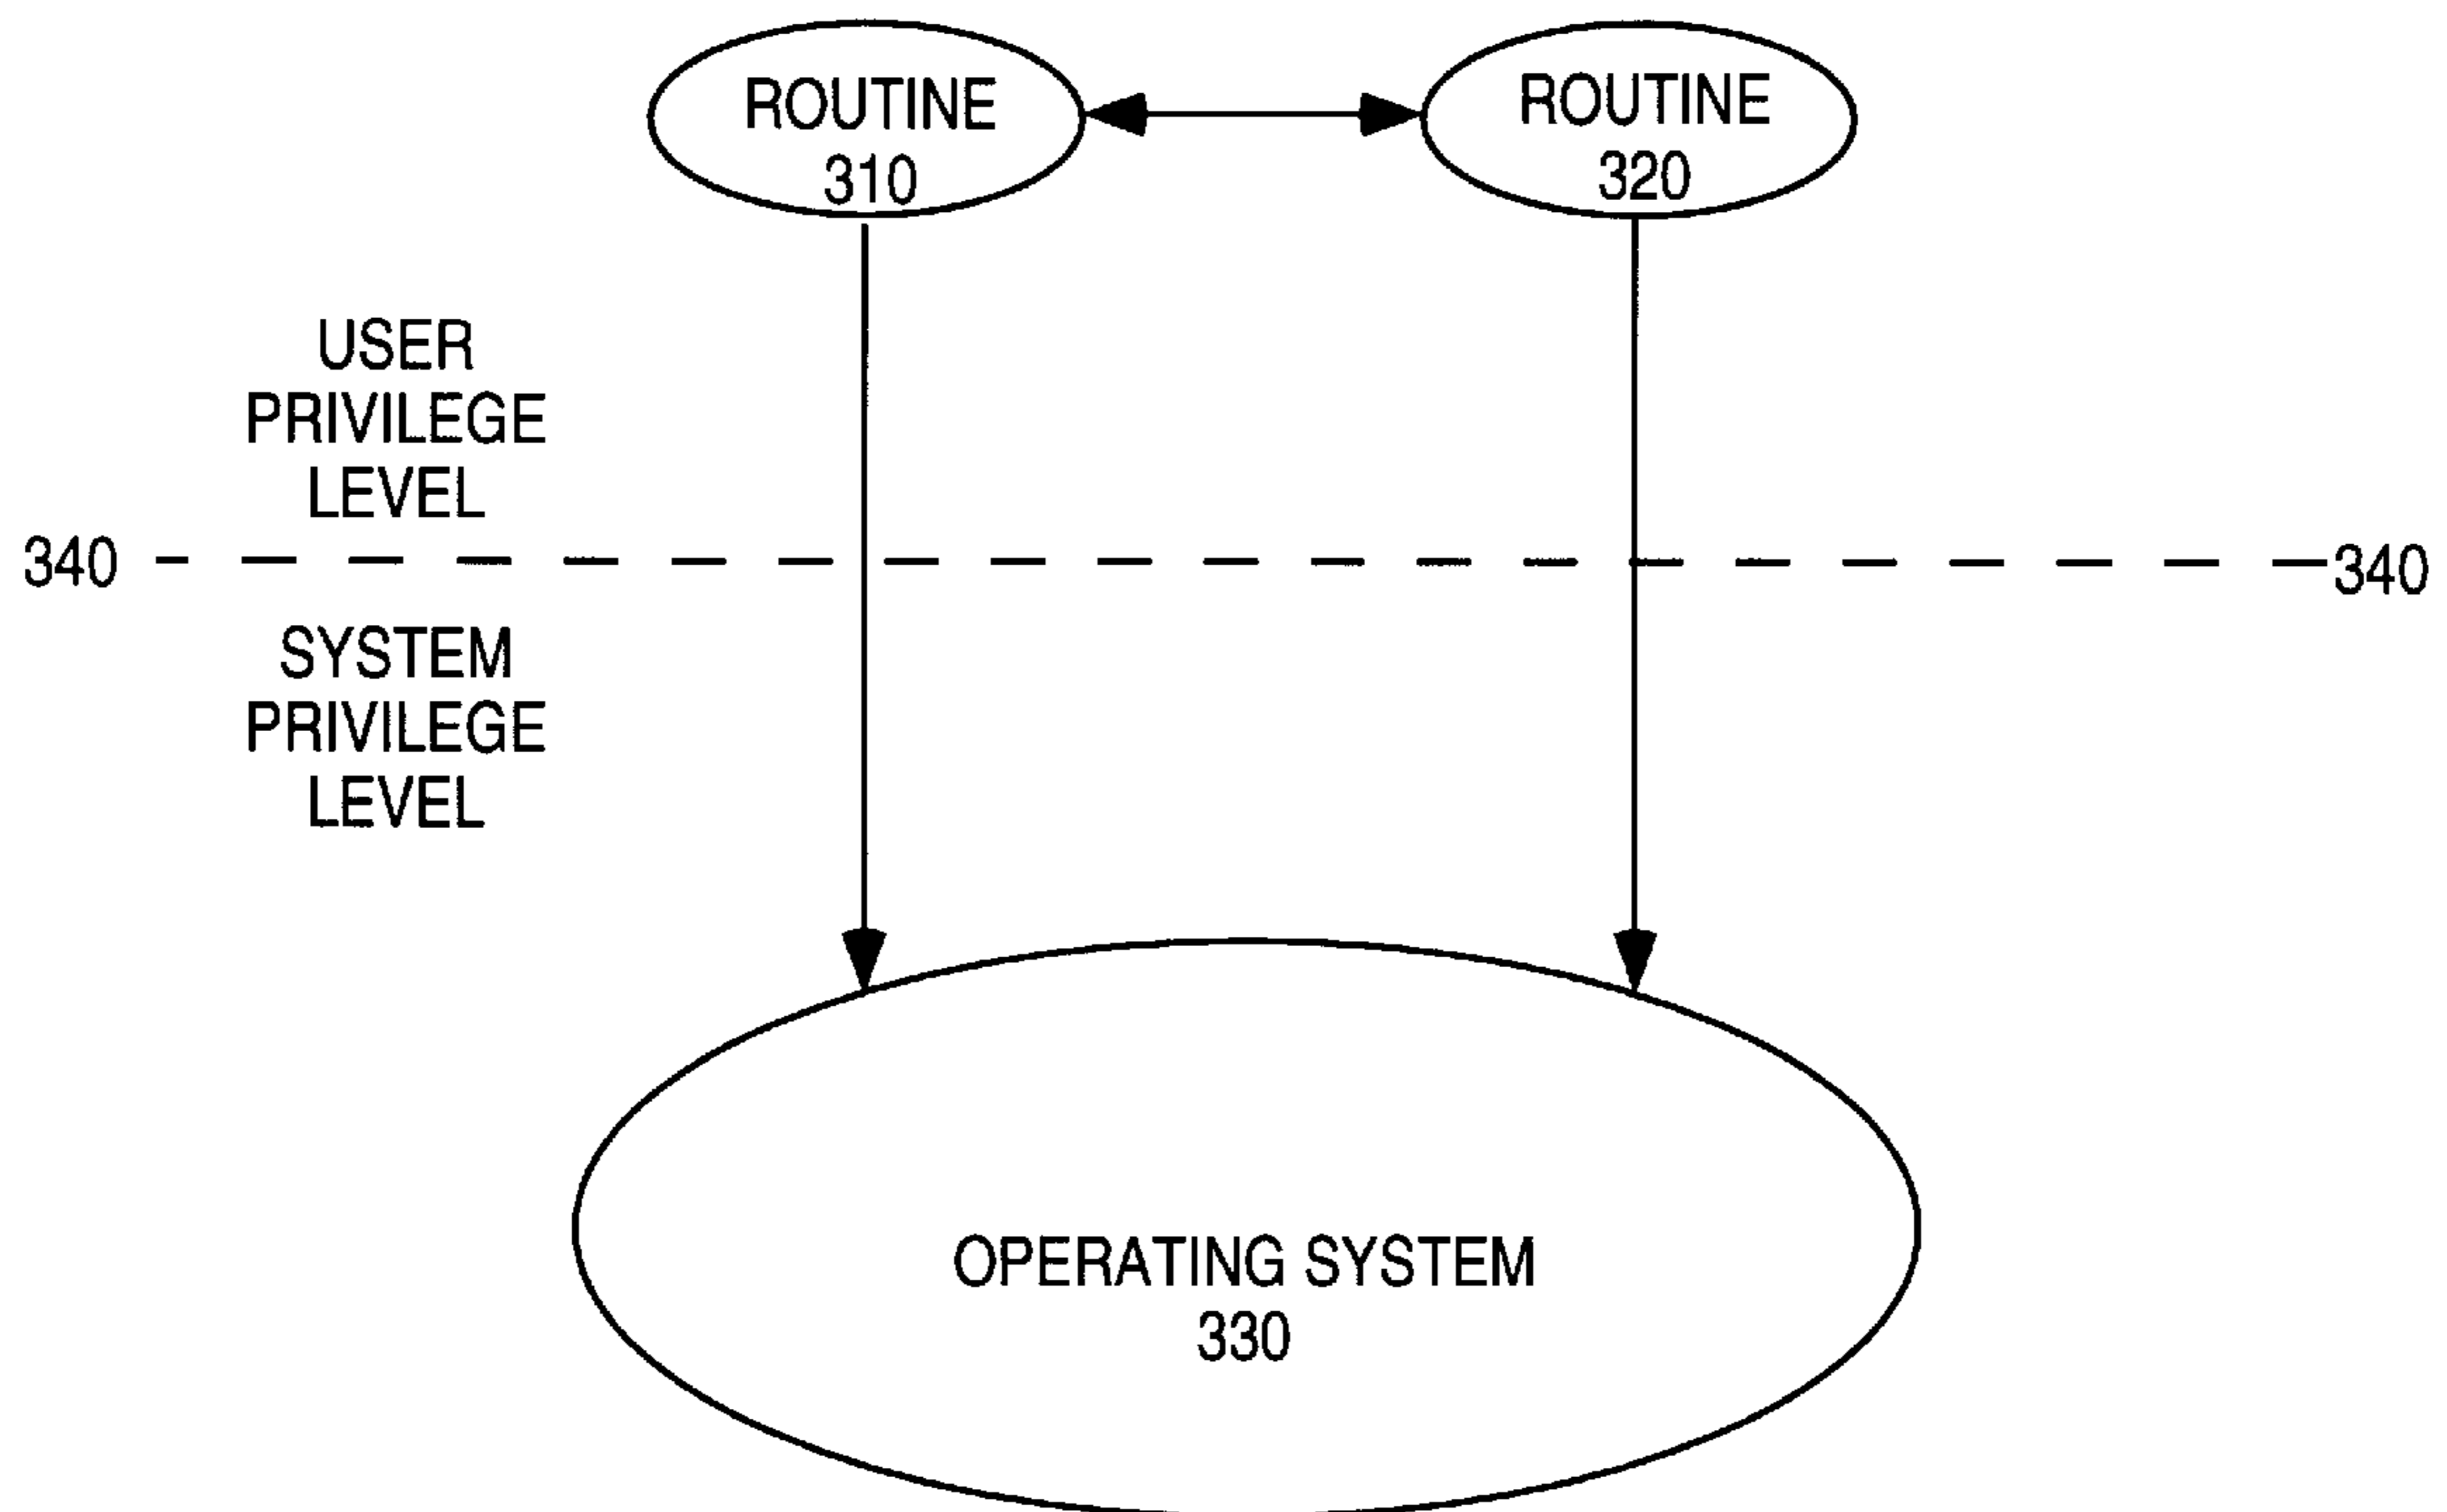 ROUTINE
310
ROUTINE
320
USER
PRIVILEGE
LEVEL
340
340
SYSTEM
PRIVILEGE
LEVEL
OPERATING SYSTEM
330